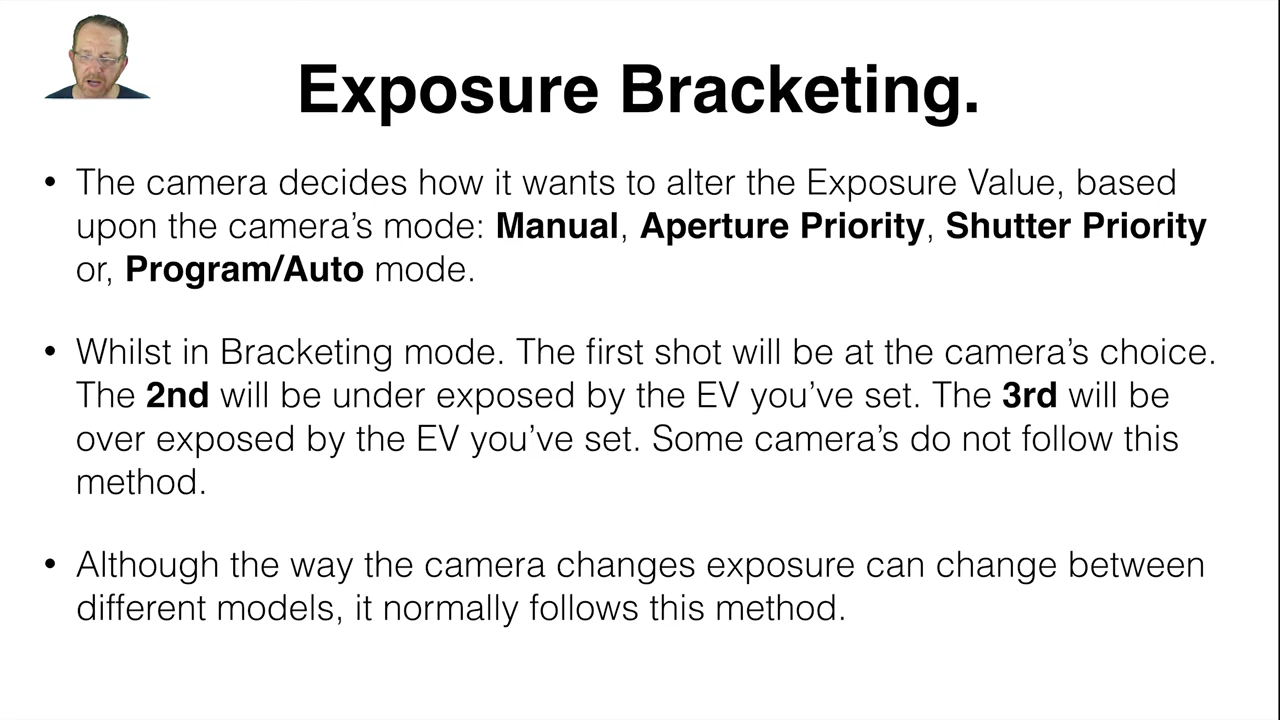 Exposure Bracketing.
• The camera decides how it wants to alter the Exposure Value, based
upon the camera’s mode: Manual, Aperture Priority, Shutter Priority
or, Program/Auto mode.
• Whilst in Bracketing mode. The first shot will be at the camera’s choice.
The 2nd will be under exposed by the EV you’ve set. The 3rd will be
over exposed by the EV you’ve set. Some camera’s do not follow this
method.
• Although the way the camera changes exposure can change between
different models, it normally follows this method.